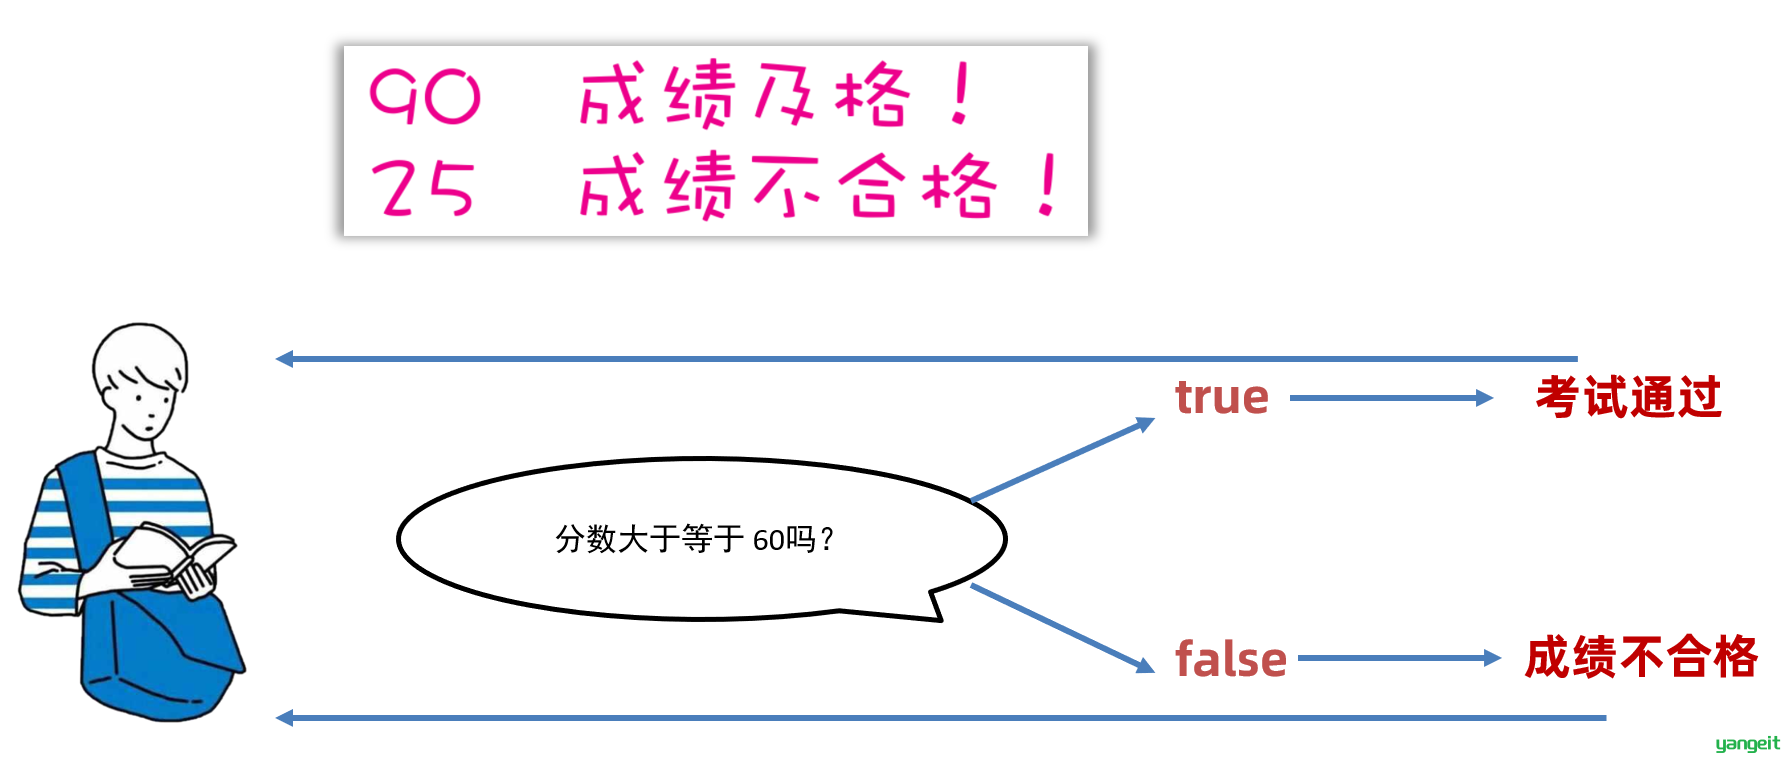 90 成绩及格！
25 成绩不合格！
true 考试通过
分数大于等于 60吗？
false 成绩不合格
yangeit